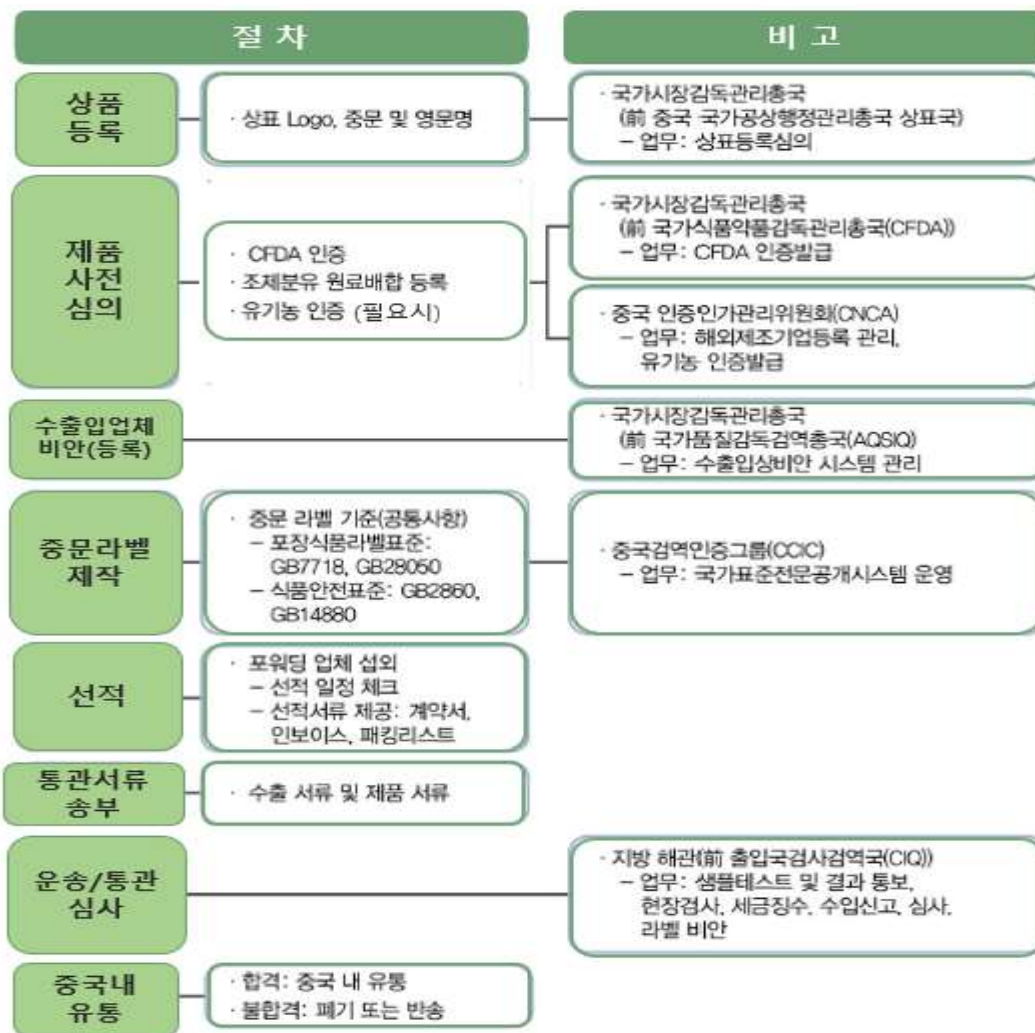 절 차
비 고
상품
등록
· 상표 Logo, 중문 및 영문명
· 국가시장감독관리총국
(前 중국 국가공상행정관리총국 상표국)
– 업무: 상표등록심의
제품
사전
심의
· CFDA 인증
· 조제분유 원료배합 등록
· 유기농 인증 (필요시)
· 국가시장감독관리총국
(前 국가식품약품감독관리총국(CFDA))
– 업무: CFDA 인증발급
· 중국 인증인가관리위원회(CNCA)
– 업무: 해외제조기업등록 관리,
유기농 인증발급
수출입업체
비안(등록)
· 국가시장감독관리총국
(前 국가품질감독검역총국(AQSIQ)
– 업무: 수출입상비안 시스템 관리
중문라벨
제작
· 중문 라벨 기준(공통사항)
– 포장식품라벨표준:
GB7718, GB28050
– 식품안전표준: GB2860,
GB14880
· 중국검역인증그룹(CCIC)
– 업무: 국가표준전문공개시스템 운영
선적
· 포워딩 업체 섭외
– 선적 일정 체크
– 선적서류 제공: 계약서,
인보이스, 패킹리스트
통관서류
송부
· 수출 서류 및 제품 서류
운송/통관
심사
· 지방 해관(前 출입국검사검역국(CIQ))
– 업무: 샘플테스트 및 결과 통보,
현장검사, 세금징수, 수입신고, 심사,
라벨 비안
중국내
유통
· 합격: 중국 내 유통
· 불합격: 폐기 또는 반송